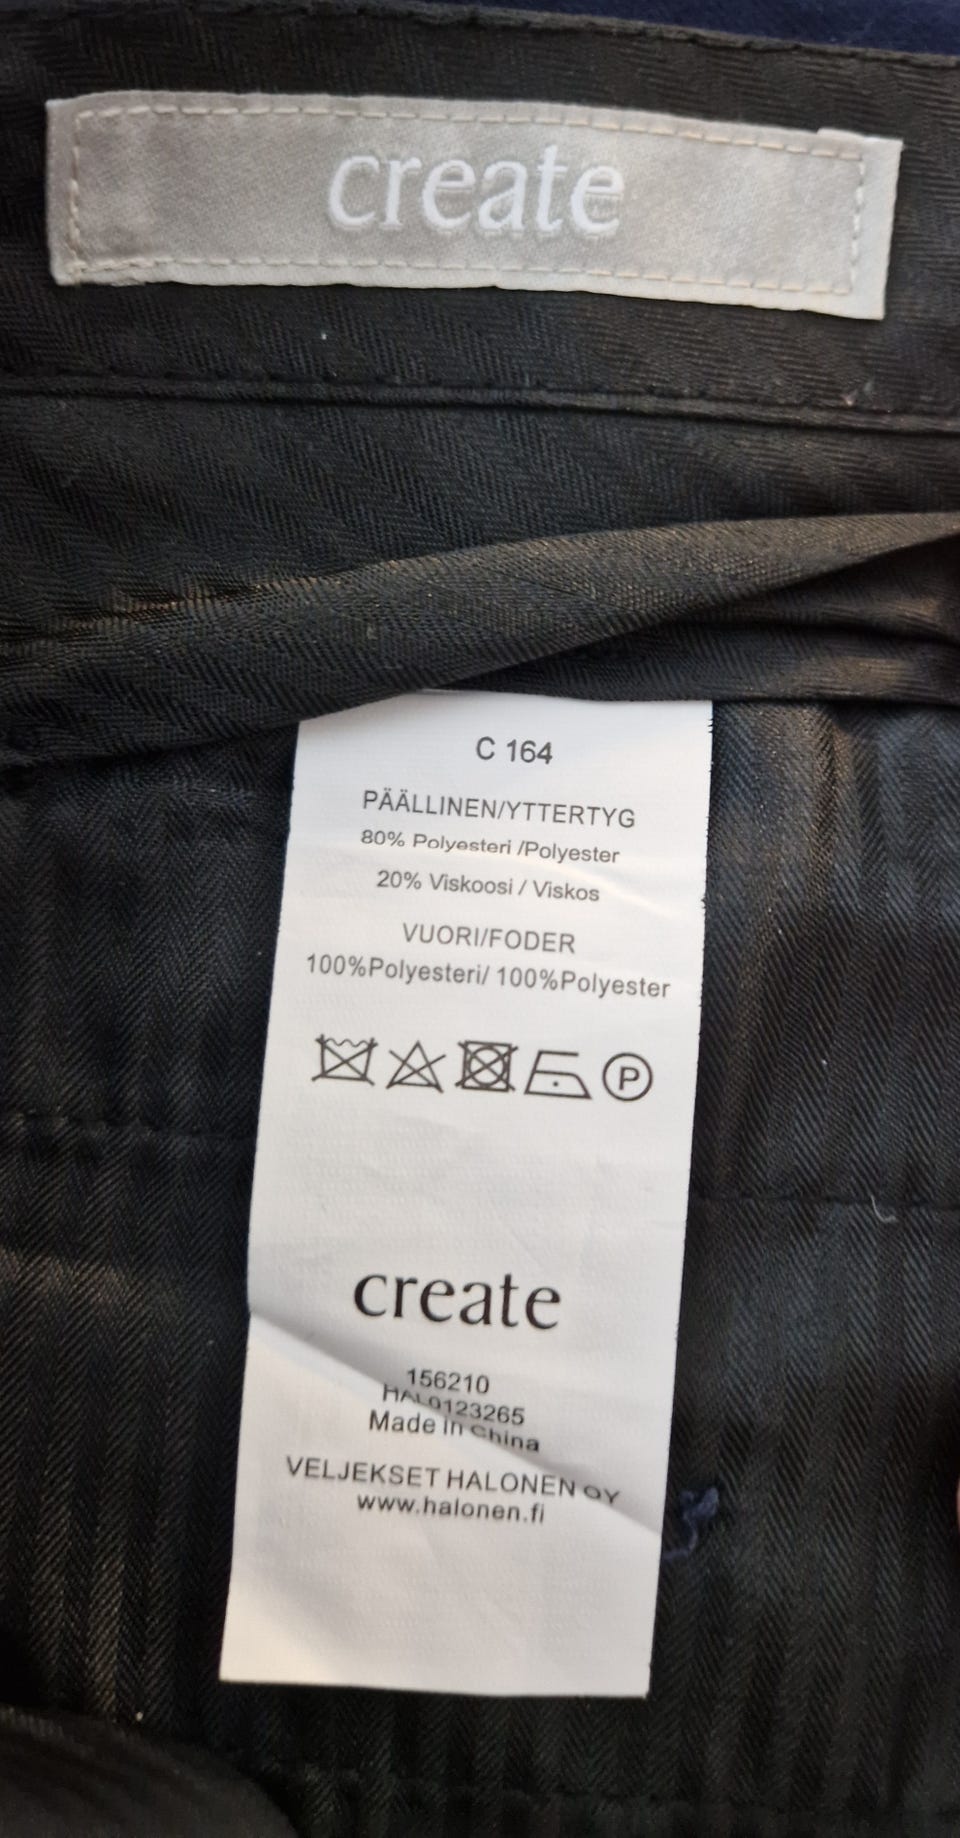 create
C 164
PÄÄLLINEN/YTTERTYG
80% Polyesteri /Polyester
20% Viskoosi / Viskos
VUORI/FODER
100%Polyesteri/ 100%Polyester
P
create
156210
HAL0123265
Made in China
VELJEKSET HALONEN OY
www.halonen.fi